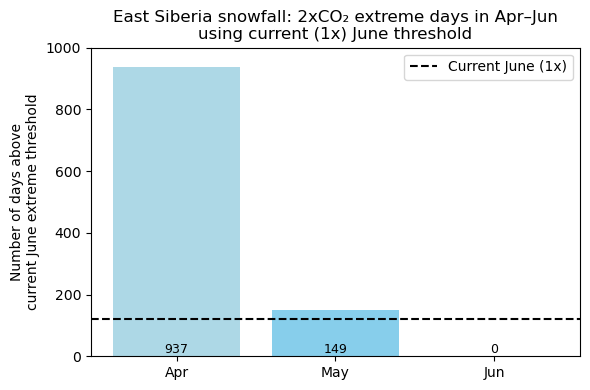 East Siberia snowfall: 2xCO₂ extreme days in Apr–Jun
using current (1x) June threshold
Number of days above
current June extreme threshold
1000
800
600
400
200
0
Current June (1x)
937
149
0
Apr
May
Jun